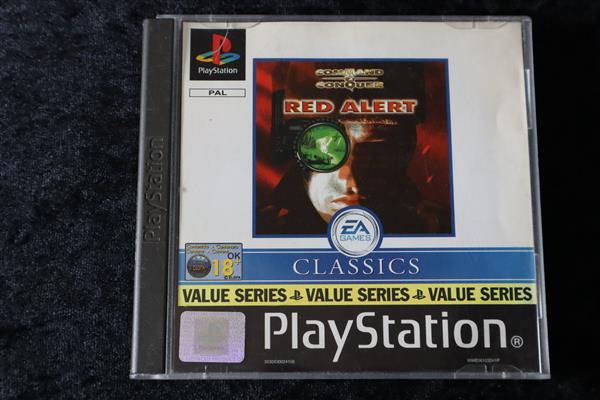 PlayStation
PAL
COMMAND
&
CONQUER
RED ALERT
PlayStation
EA
GAMES
OK
18+
CLASSICS
VALUE SERIES VALUE SERIES VALUE SERIES
PlayStation®